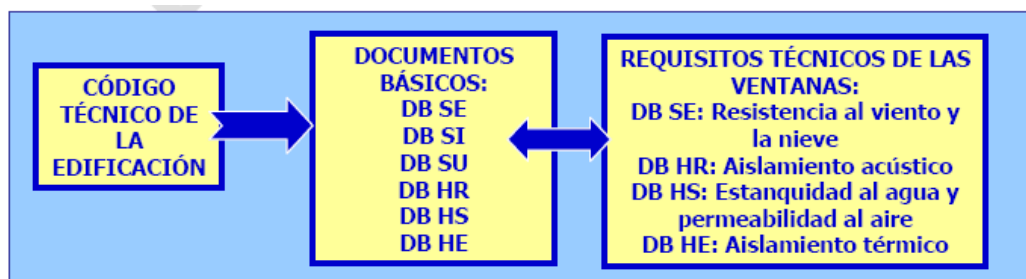 CÓDIGO
TÉCNICO DE
LA
EDIFICACIÓN
DOCUMENTOS
BÁSICOS:
DB SE
DB SI
DB SU
DB HR
DB HS
DB HE
REQUISITOS TÉCNICOS DE LAS
VENTANAS:
DB SE: Resistencia al viento y
la nieve
DB HR: Aislamiento acústico
DB HS: Estanquidad al agua y
permeabilidad al aire
DB HE: Aislamiento térmico